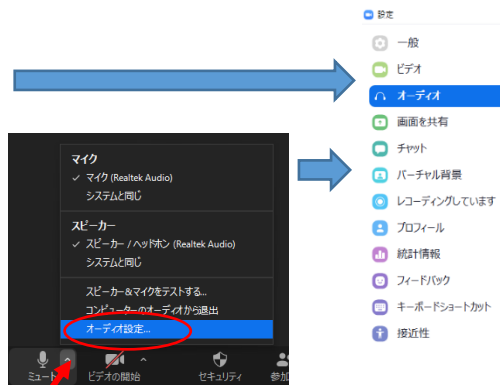 設定
一般
ビデオ
オーディオ
画面を共有
チャット
バーチャル背景
レコーディングしています
プロフィール
統計情報
フィードバック
キーボードショートカット
接近性
マイク
マイク (Realtek Audio)
システムと同じ
スピーカー
スピーカー / ヘッドホン (Realtek Audio)
システムと同じ
スピーカー&マイクをテストする...
コンピューターのオーディオから退出
オーディオ設定...
ミュート
ビデオの開始
セキュリティ
参加